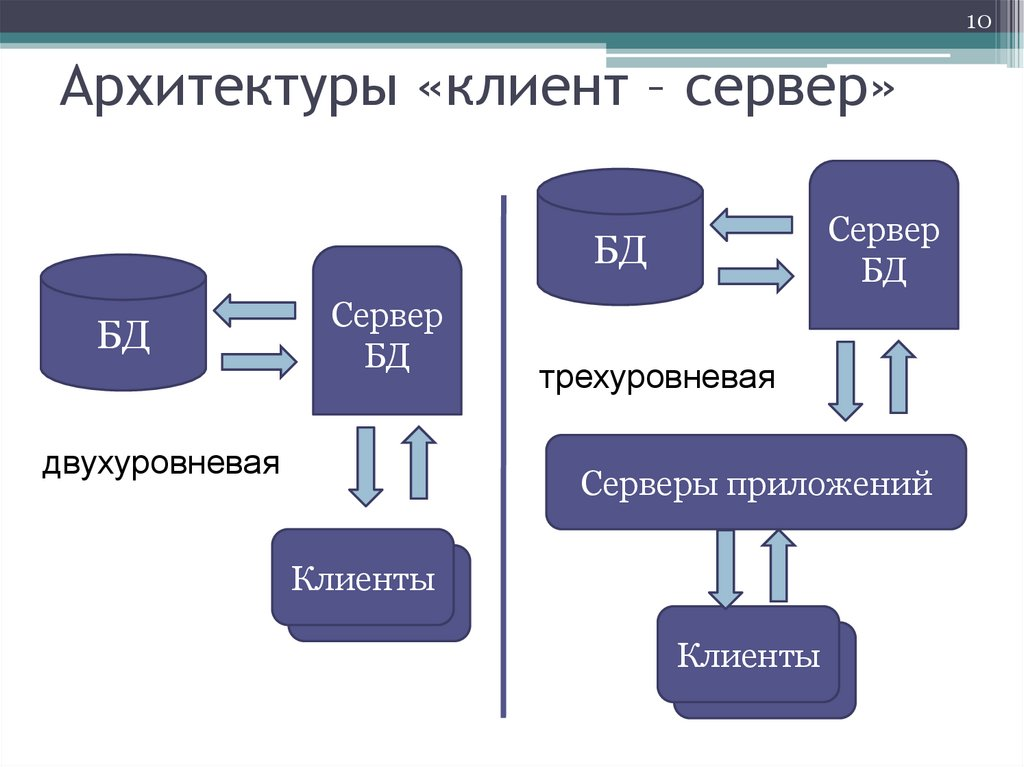 10
Архитектуры «клиент – сервер»
БД
Сервер
БД
двухуровневая
Клиенты
БД
Сервер
БД
трехуровневая
Серверы приложений
Клиенты